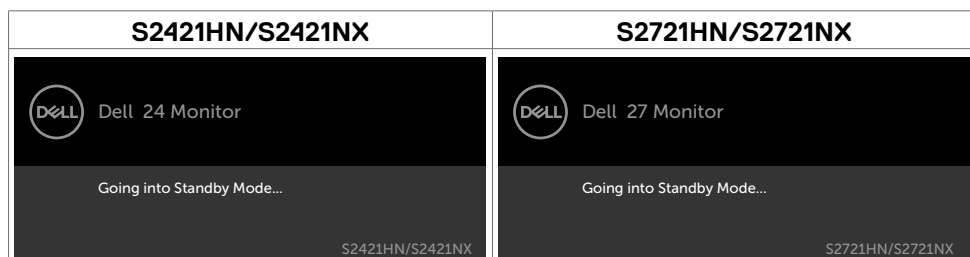 S2421HN/S2421NX
S2721HN/S2721NX
DELL Dell 24 Monitor
DELL Dell 27 Monitor
Going into Standby Mode...
Going into Standby Mode...
S2421HN/S2421NX
S2721HN/S2721NX